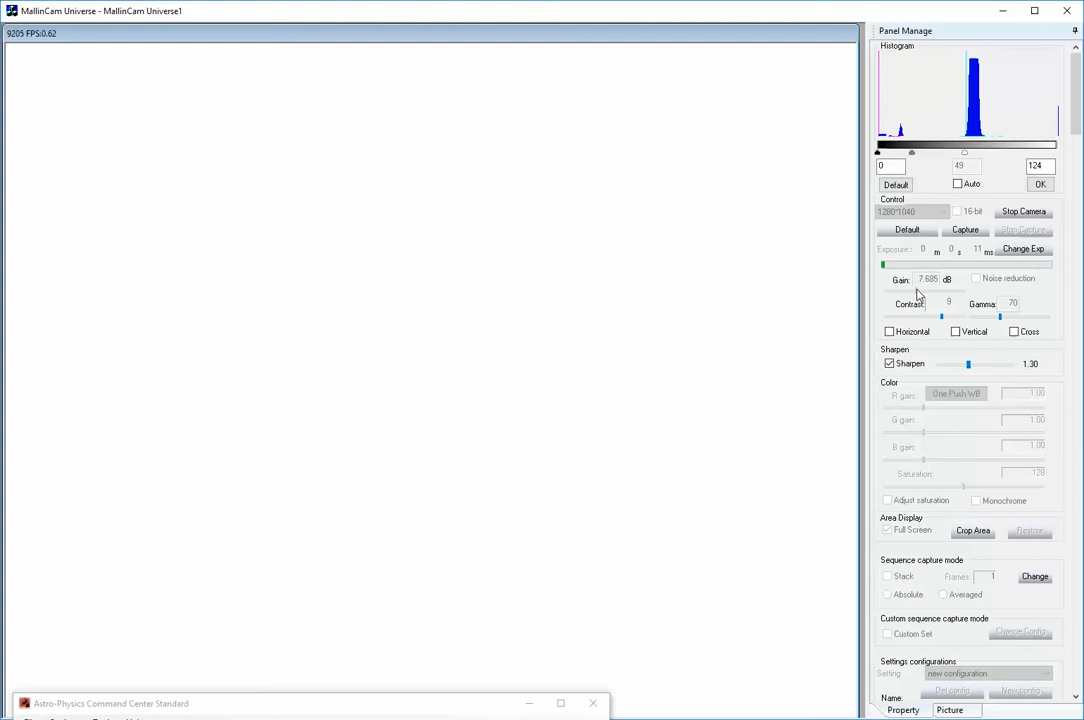 MallinCam Universe - MallinCam Universe1
9205 FPS:0.62
Panel Manage
Histogram
0 49 124
Default Auto OK
Control
1280*1040 16-bit Stop Camera
Default Capture Stop Capture
Exposure: 0 m 0 s 11 ms Change Exp
Gain: 7.685 dB Noise reduction
Contrast: 9 Gamma: 70
Horizontal Vertical Cross
Sharpen
Sharpen 1.30
Color
R gain: One Push WB 1.00
G gain: 1.00
B gain: 1.00
Saturation: 128
Adjust saturation Monochrome
Area Display
Full Screen Crop Area Restore
Sequence capture mode
Stack Frames: 1 Change
Absolute Averaged
Custom sequence capture mode
Custom Set Change Config
Settings configurations
Setting new configuration
Name: Del config New config
Property Picture
Astro-Physics Command Center Standard